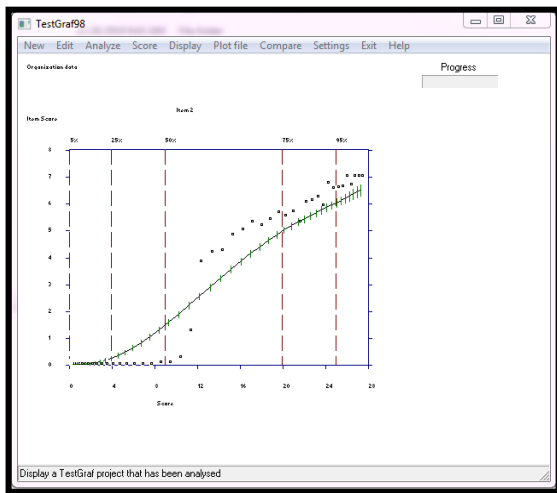 TestGraf98
New Edit Analyze Score Display Plot file Compare Settings Exit Help
Organization data
Progress
Item 2
Item Score
5% 25% 50% 75% 95%
8
7
6
5
4
3
2
1
0
0 4 8 12 16 20 24 28
Score
Display a TestGraf project that has been analysed